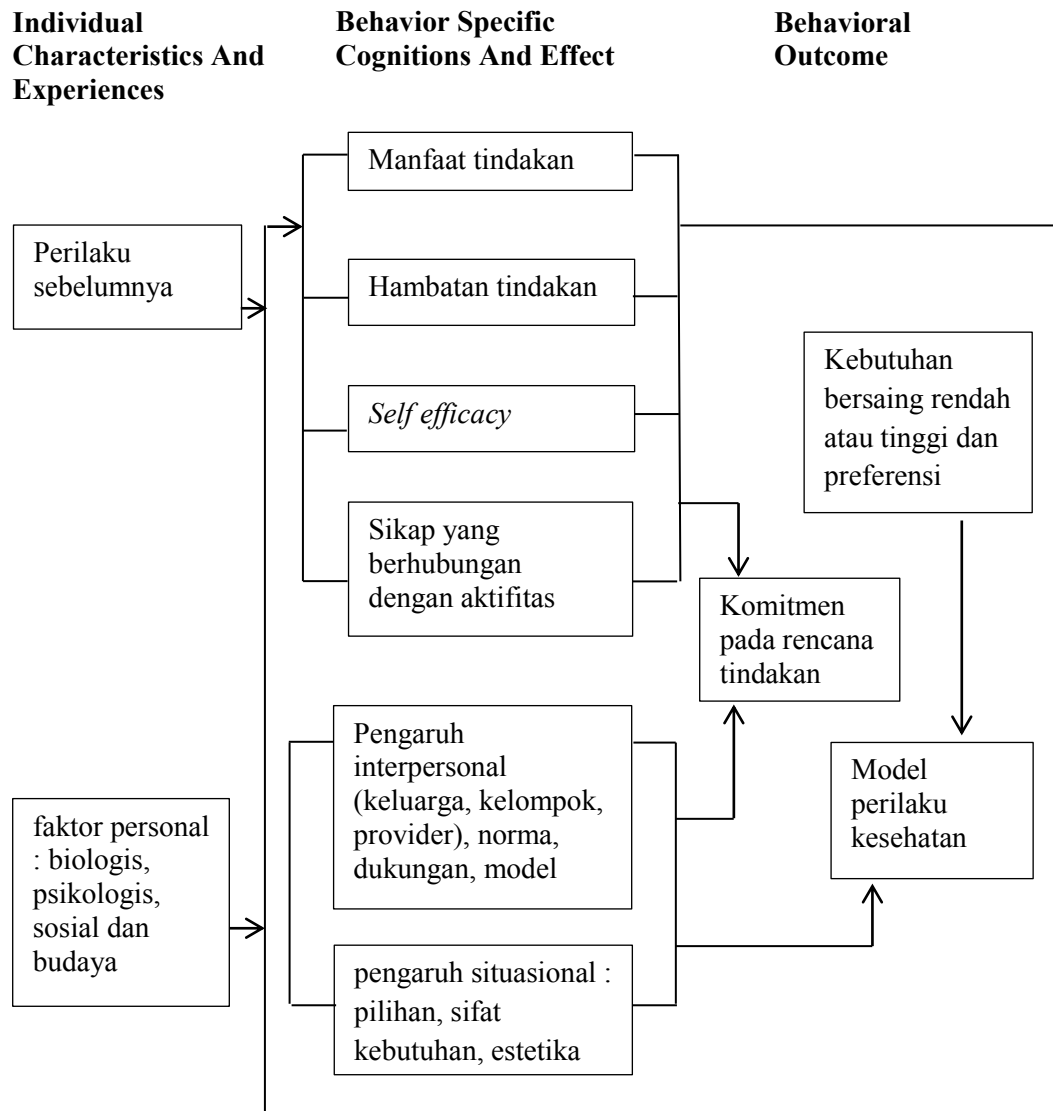 Individual
Characteristics And
Experiences
Behavior Specific
Cognitions And Effect
Behavioral
Outcome
Manfaat tindakan
Perilaku
sebelumnya
Hambatan tindakan
Self efficacy
Sikap yang
berhubungan
dengan aktifitas
Kebutuhan
bersaing rendah
atau tinggi dan
preferensi
Komitmen
pada rencana
tindakan
Pengaruh
interpersonal
(keluarga, kelompok,
provider), norma,
dukungan, model
Model
perilaku
kesehatan
faktor personal
: biologis,
psikologis,
sosial dan
budaya
pengaruh situasional :
pilihan, sifat
kebutuhan, estetika